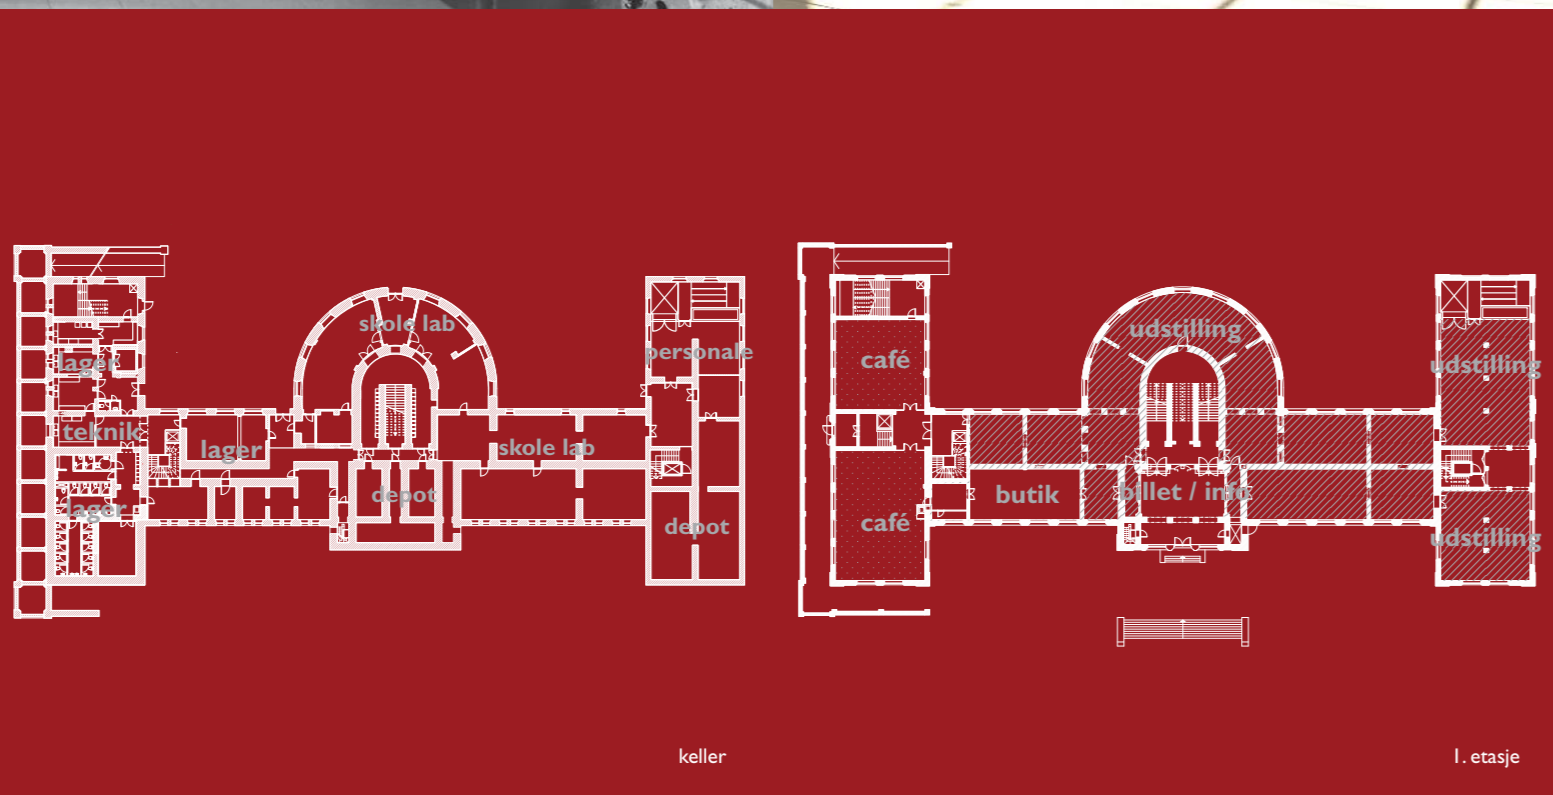 skole lab
personale
lager
teknik
lager
skole lab
depot
lager
depot
keller
udstilling
café
udstilling
butik
billet / info
café
udstilling
1. etasje